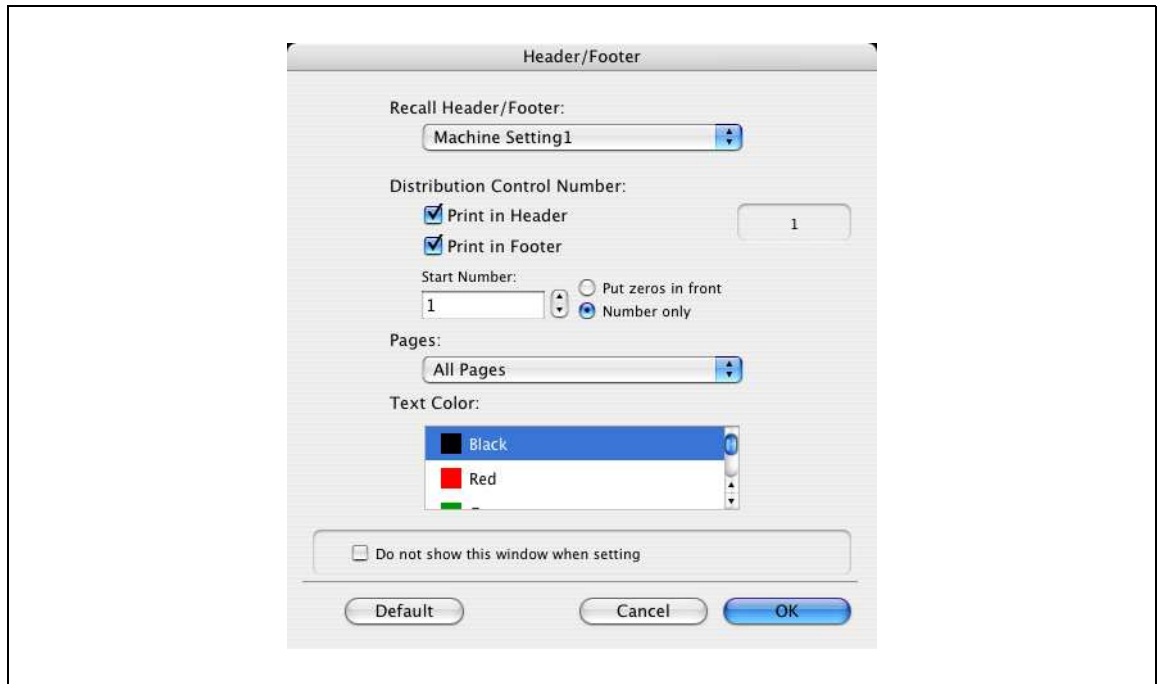 Header/Footer
Recall Header/Footer:
Machine Setting1
Distribution Control Number:
Print in Header
1
Print in Footer
Start Number:
1
Put zeros in front
Number only
Pages:
All Pages
Text Color:
Black
Red
Do not show this window when setting
Default
Cancel
OK